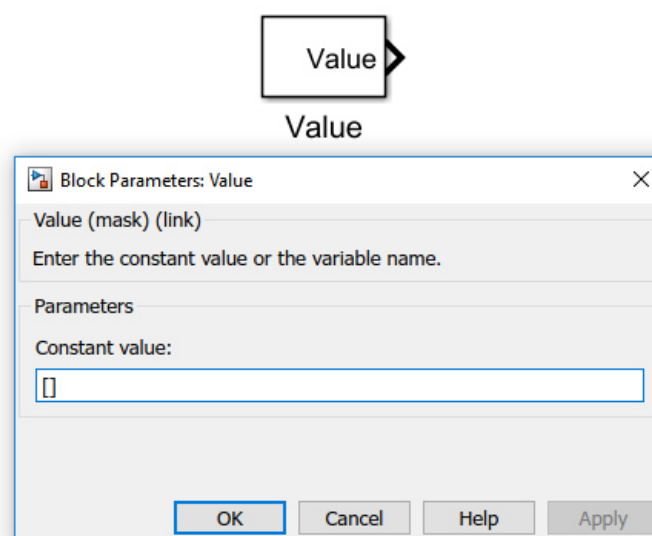 Value
Value
Block Parameters: Value
Value (mask) (link)
Enter the constant value or the variable name.
Parameters
Constant value:
[]
OK Cancel Help Apply